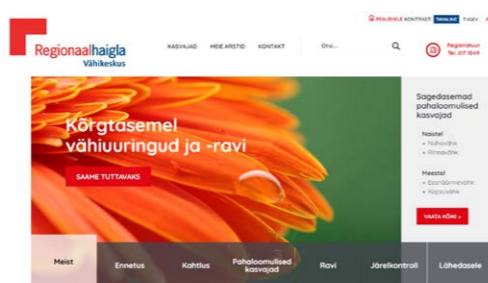 PEALEHELE KONTRAST: TAVALINE TUGEV
Regionaalhaigla
Vähikeskus
KASVAJAD MEIE ARSTID KONTAKT
Otsi...
Registratuur
Tel. 617 1049
Kõrgtasemel
vähiuuringud ja -ravi
SAAME TUTTAVAKS
Sagedasemad
pahaloomulised
kasvajad
Naistel
Nahavähk
Rinnavähk
Meestel
Eesnäärmevähk
Kopsuvähk
VAATA KÕIKI »
Meist
Ennetus
Kahtlus
Pahaloomulised
kasvajad
Ravi
Järelkontroll
Lähedasele